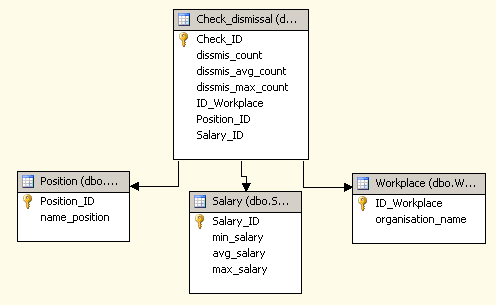 Check_dismissal (d...
Check_ID
dissmis_count
dissmis_avg_count
dissmis_max_count
ID_Workplace
Position_ID
Salary_ID
Position (dbo....
Position_ID
name_position
Salary (dbo.S...
Salary_ID
min_salary
avg_salary
max_salary
Workplace (dbo.W...
ID_Workplace
organisation_name